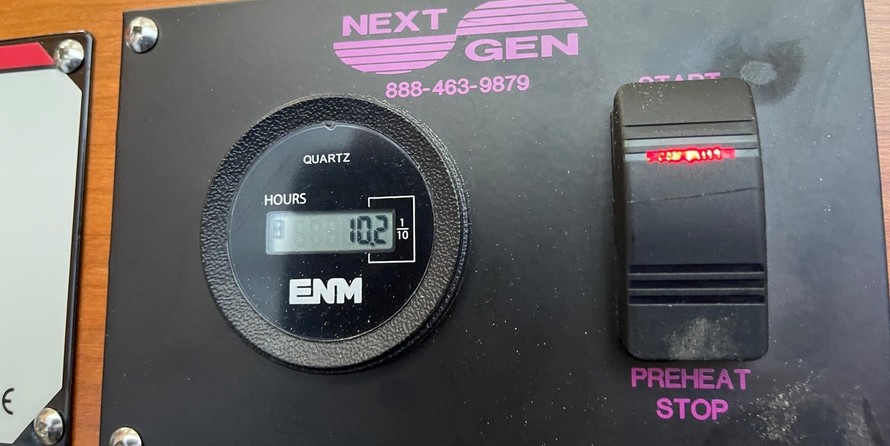 NEXT
GEN
888-463-9879
START
QUARTZ
HOURS
10.2
1
10
ENM
PREHEAT
STOP